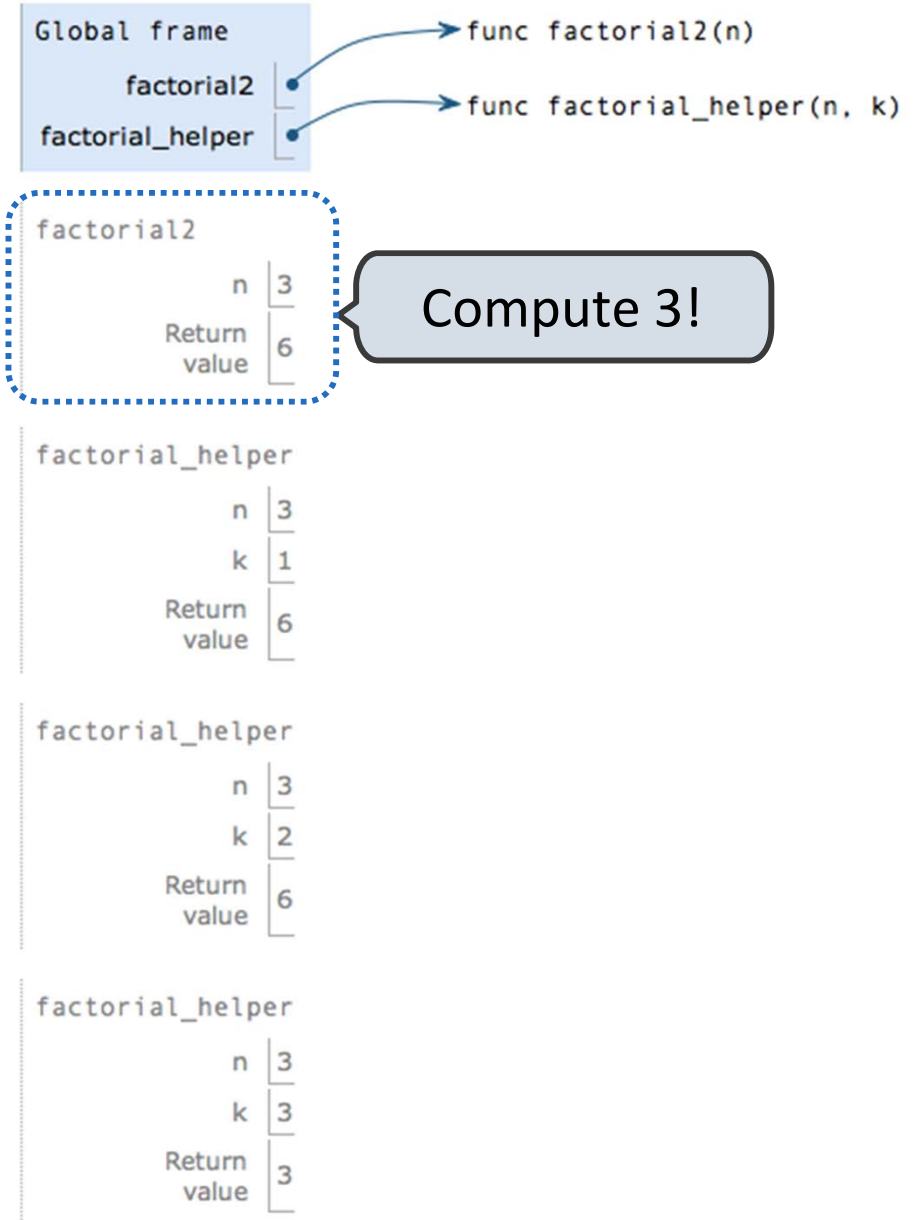 Global frame
func factorial2(n)
factorial2
func factorial_helper(n, k)
factorial_helper
factorial2
n 3
Return
value 6
Compute 3!
factorial_helper
n 3
k 1
Return
value 6
factorial_helper
n 3
k 2
Return
value 6
factorial_helper
n 3
k 3
Return
value 3